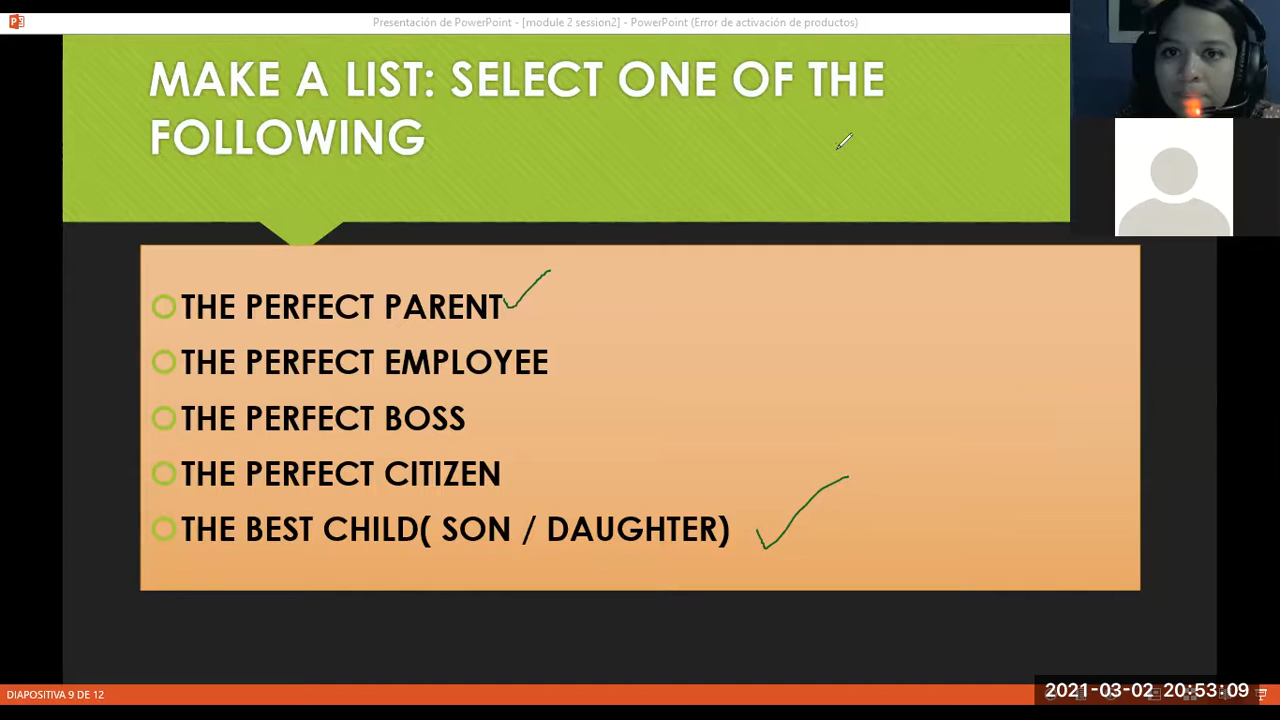 Presentación de PowerPoint - [module 2 session2] - PowerPoint (Error de activación de productos)
MAKE A LIST: SELECT ONE OF THE
FOLLOWING
THE PERFECT PARENT
THE PERFECT EMPLOYEE
THE PERFECT BOSS
THE PERFECT CITIZEN
THE BEST CHILD( SON / DAUGHTER)
DIAPOSITIVA 9 DE 12
2021-03-02 20:53:09